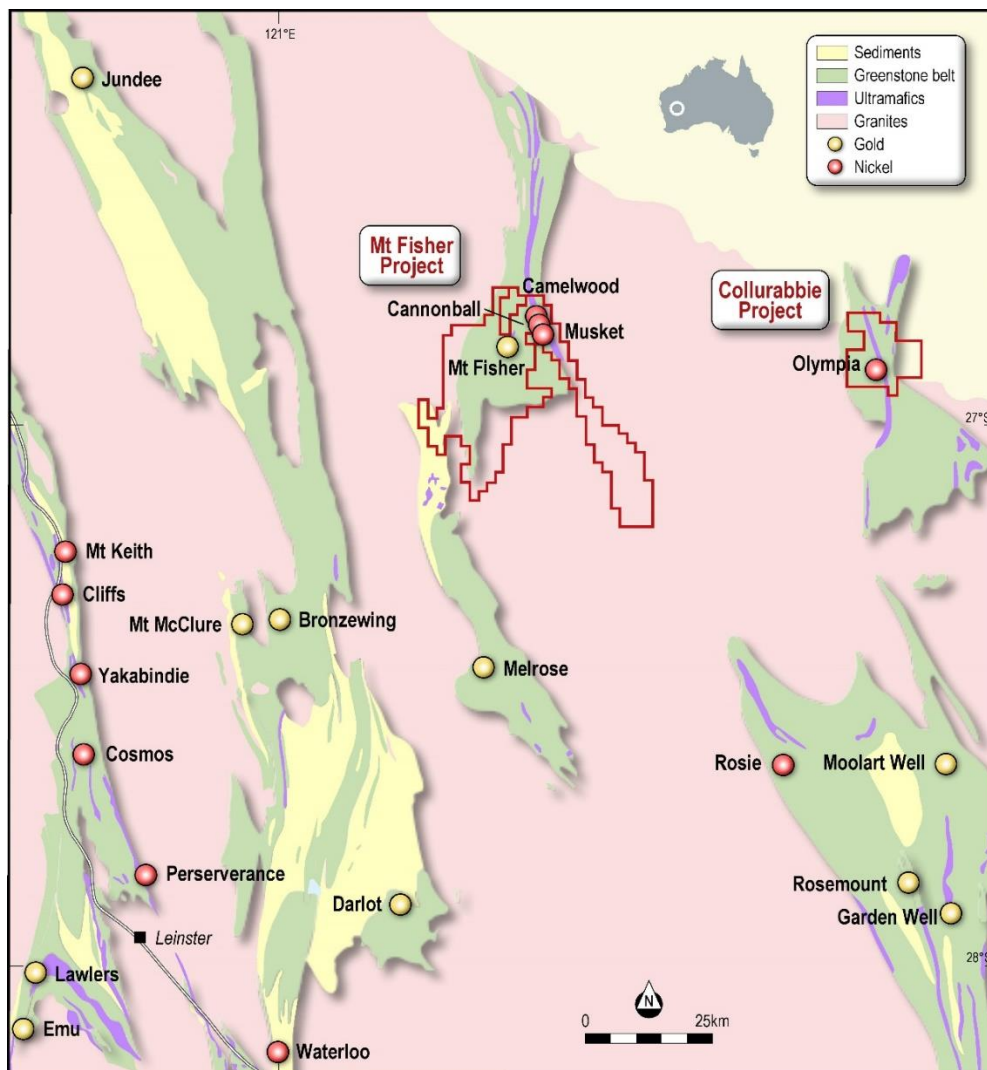 121°E
Jundee
Sediments
Greenstone belt
Ultramafics
Granites
Gold
Nickel
Mt Fisher
Project
Camelwood
Cannonball
Musket
Mt Fisher
Collurabbie
Project
Olympia
27°S
Mt Keith
Cliffs
Mt McClure
Bronzewing
Yakabindie
Melrose
Cosmos
Rosie
Moolart Well
Perserverance
Darlot
Rosemount
Garden Well
Leinster
Lawlers
28°S
N
0
25km
Emu
Waterloo